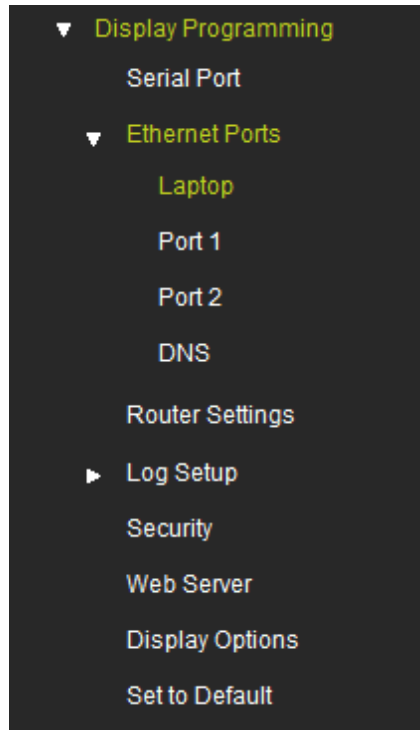 Display Programming
Serial Port
Ethernet Ports
Laptop
Port 1
Port 2
DNS
Router Settings
Log Setup
Security
Web Server
Display Options
Set to Default